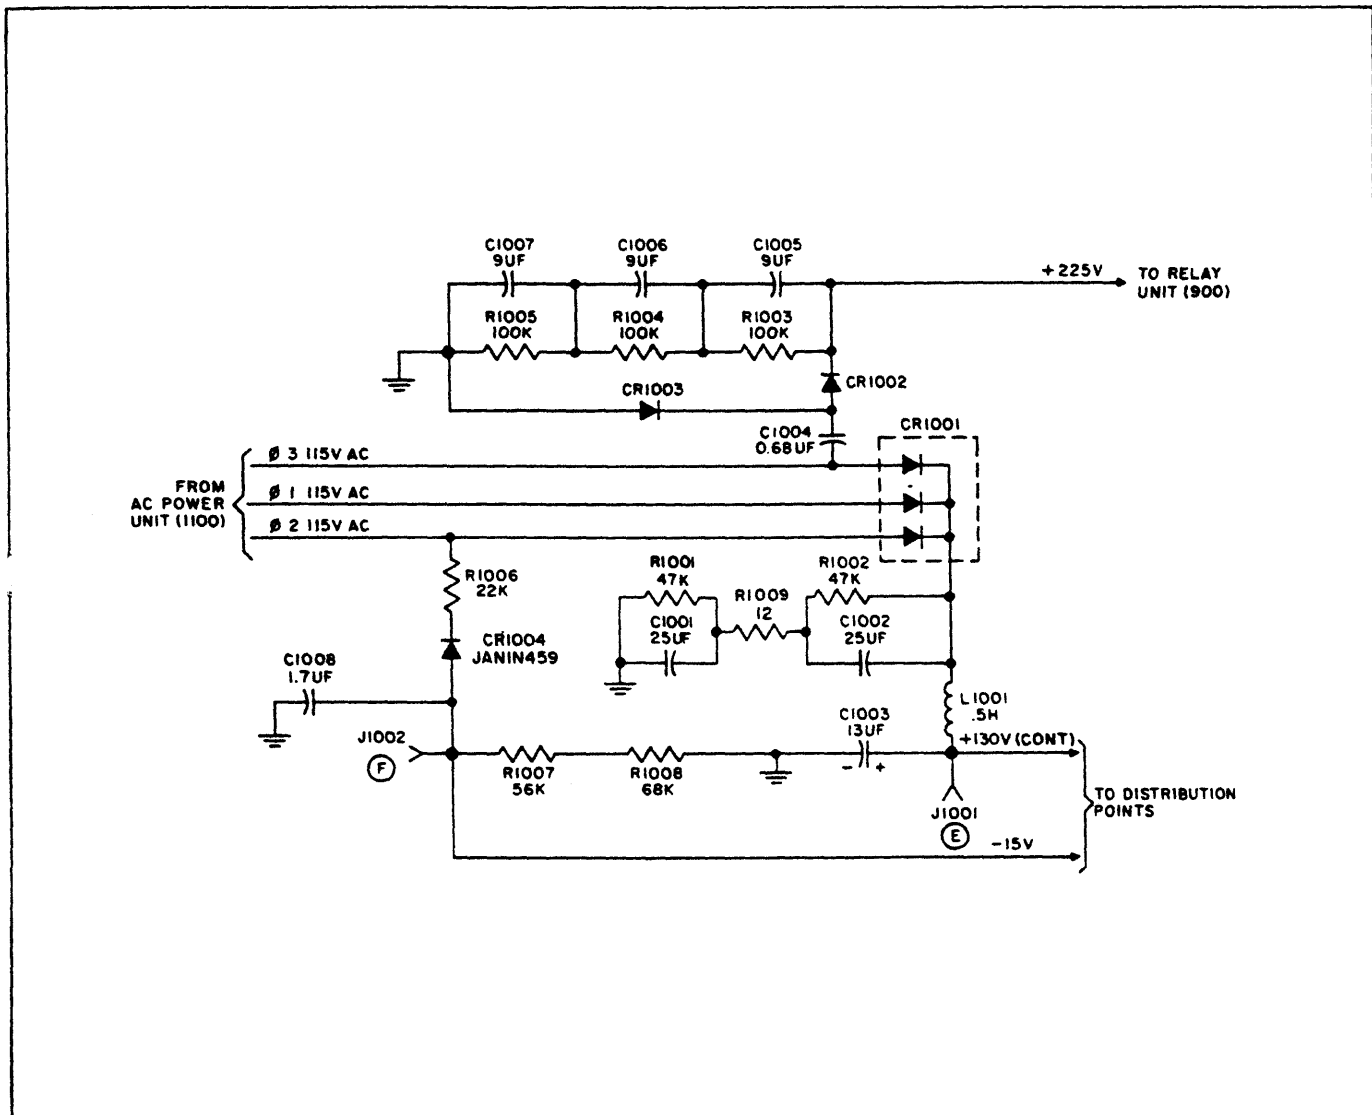 C1007
9UF
C1006
9UF
C1005
9UF
+225V
TO RELAY
UNIT (900)
R1005
100K
R1004
100K
R1003
100K
CR1002
CR1003
C1004
0.68UF
CR1001
Ø 3 115V AC
Ø 1 115V AC
Ø 2 115V AC
FROM
AC POWER
UNIT (1100)
R1006
22K
R1001
47K
R1009
12
R1002
47K
C1001
25UF
C1002
25UF
CR1004
JANIN459
C1008
1.7UF
L1001
.5H
C1003
13UF
- +
+130V (CONT)
J1002
F
R1007
56K
R1008
68K
J1001
E
TO DISTRIBUTION
POINTS
-15V